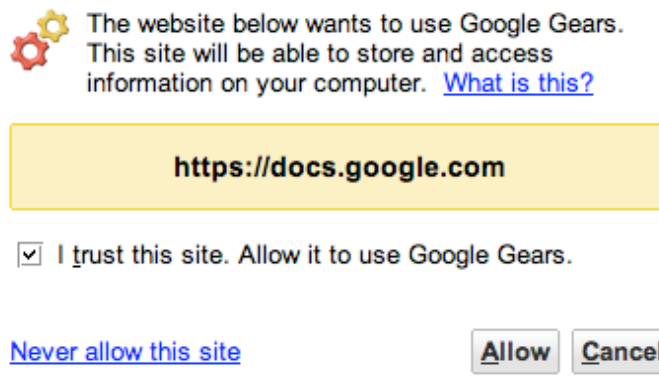 The website below wants to use Google Gears.
This site will be able to store and access
information on your computer. What is this?
https://docs.google.com
I trust this site. Allow it to use Google Gears.
Never allow this site Allow Cancel